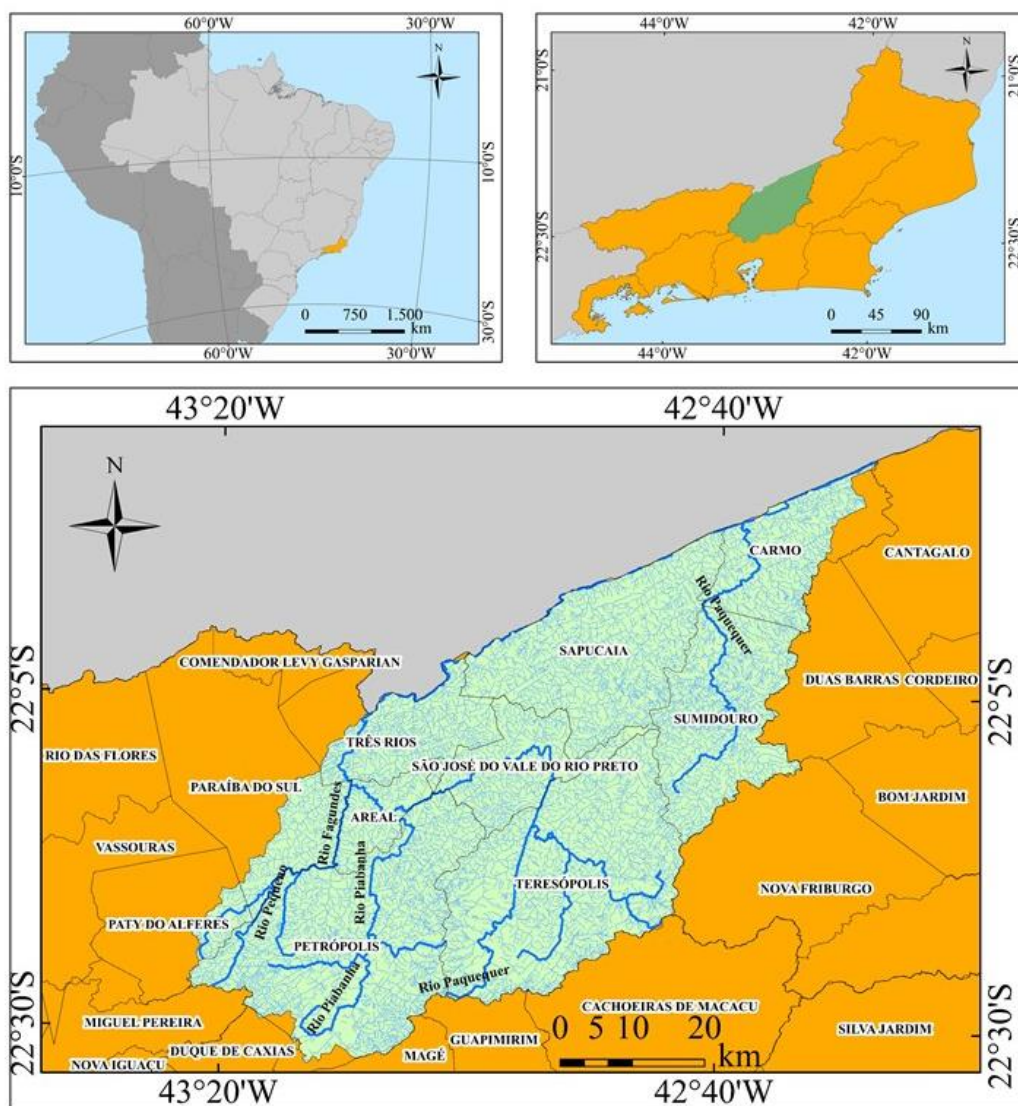 60°0'W
30°0'W
N
10°0'S
10°0'S
30°0'S
0 750 1.500
km
60°0'W
30°0'W
44°0'W
42°0'W
N
21°0'S
21°0'S
22°30'S
22°30'S
0 45 90
km
44°0'W
42°0'W
43°20'W
42°40'W
N
CARMO
CANTAGALO
Rio Paquequer
SAPUCAIA
COMENDADOR LEVY GASPARIAN
DUAS BARRAS
CORDEIRO
22°5'S
22°5'S
SUMIDOURO
TRÊS RIOS
RIO DAS FLORES
SÃO JOSÉ DO VALE DO RIO PRETO
PARAÍBA DO SUL
BOM JARDIM
AREAL
Rio Fagundes
VASSOURAS
Rio Piabanha
TERESÓPOLIS
NOVA FRIBURGO
Rio Pequeno
PATY DO ALFERES
PETRÓPOLIS
Rio Paquequer
Rio Piabanha
CACHOEIRAS DE MACACU
MIGUEL PEREIRA
SILVA JARDIM
22°30'S
22°30'S
GUAPIMIRIM
DUQUE DE CAXIAS
MAGÉ
NOVA IGUAÇU
0 5 10 20
km
43°20'W
42°40'W